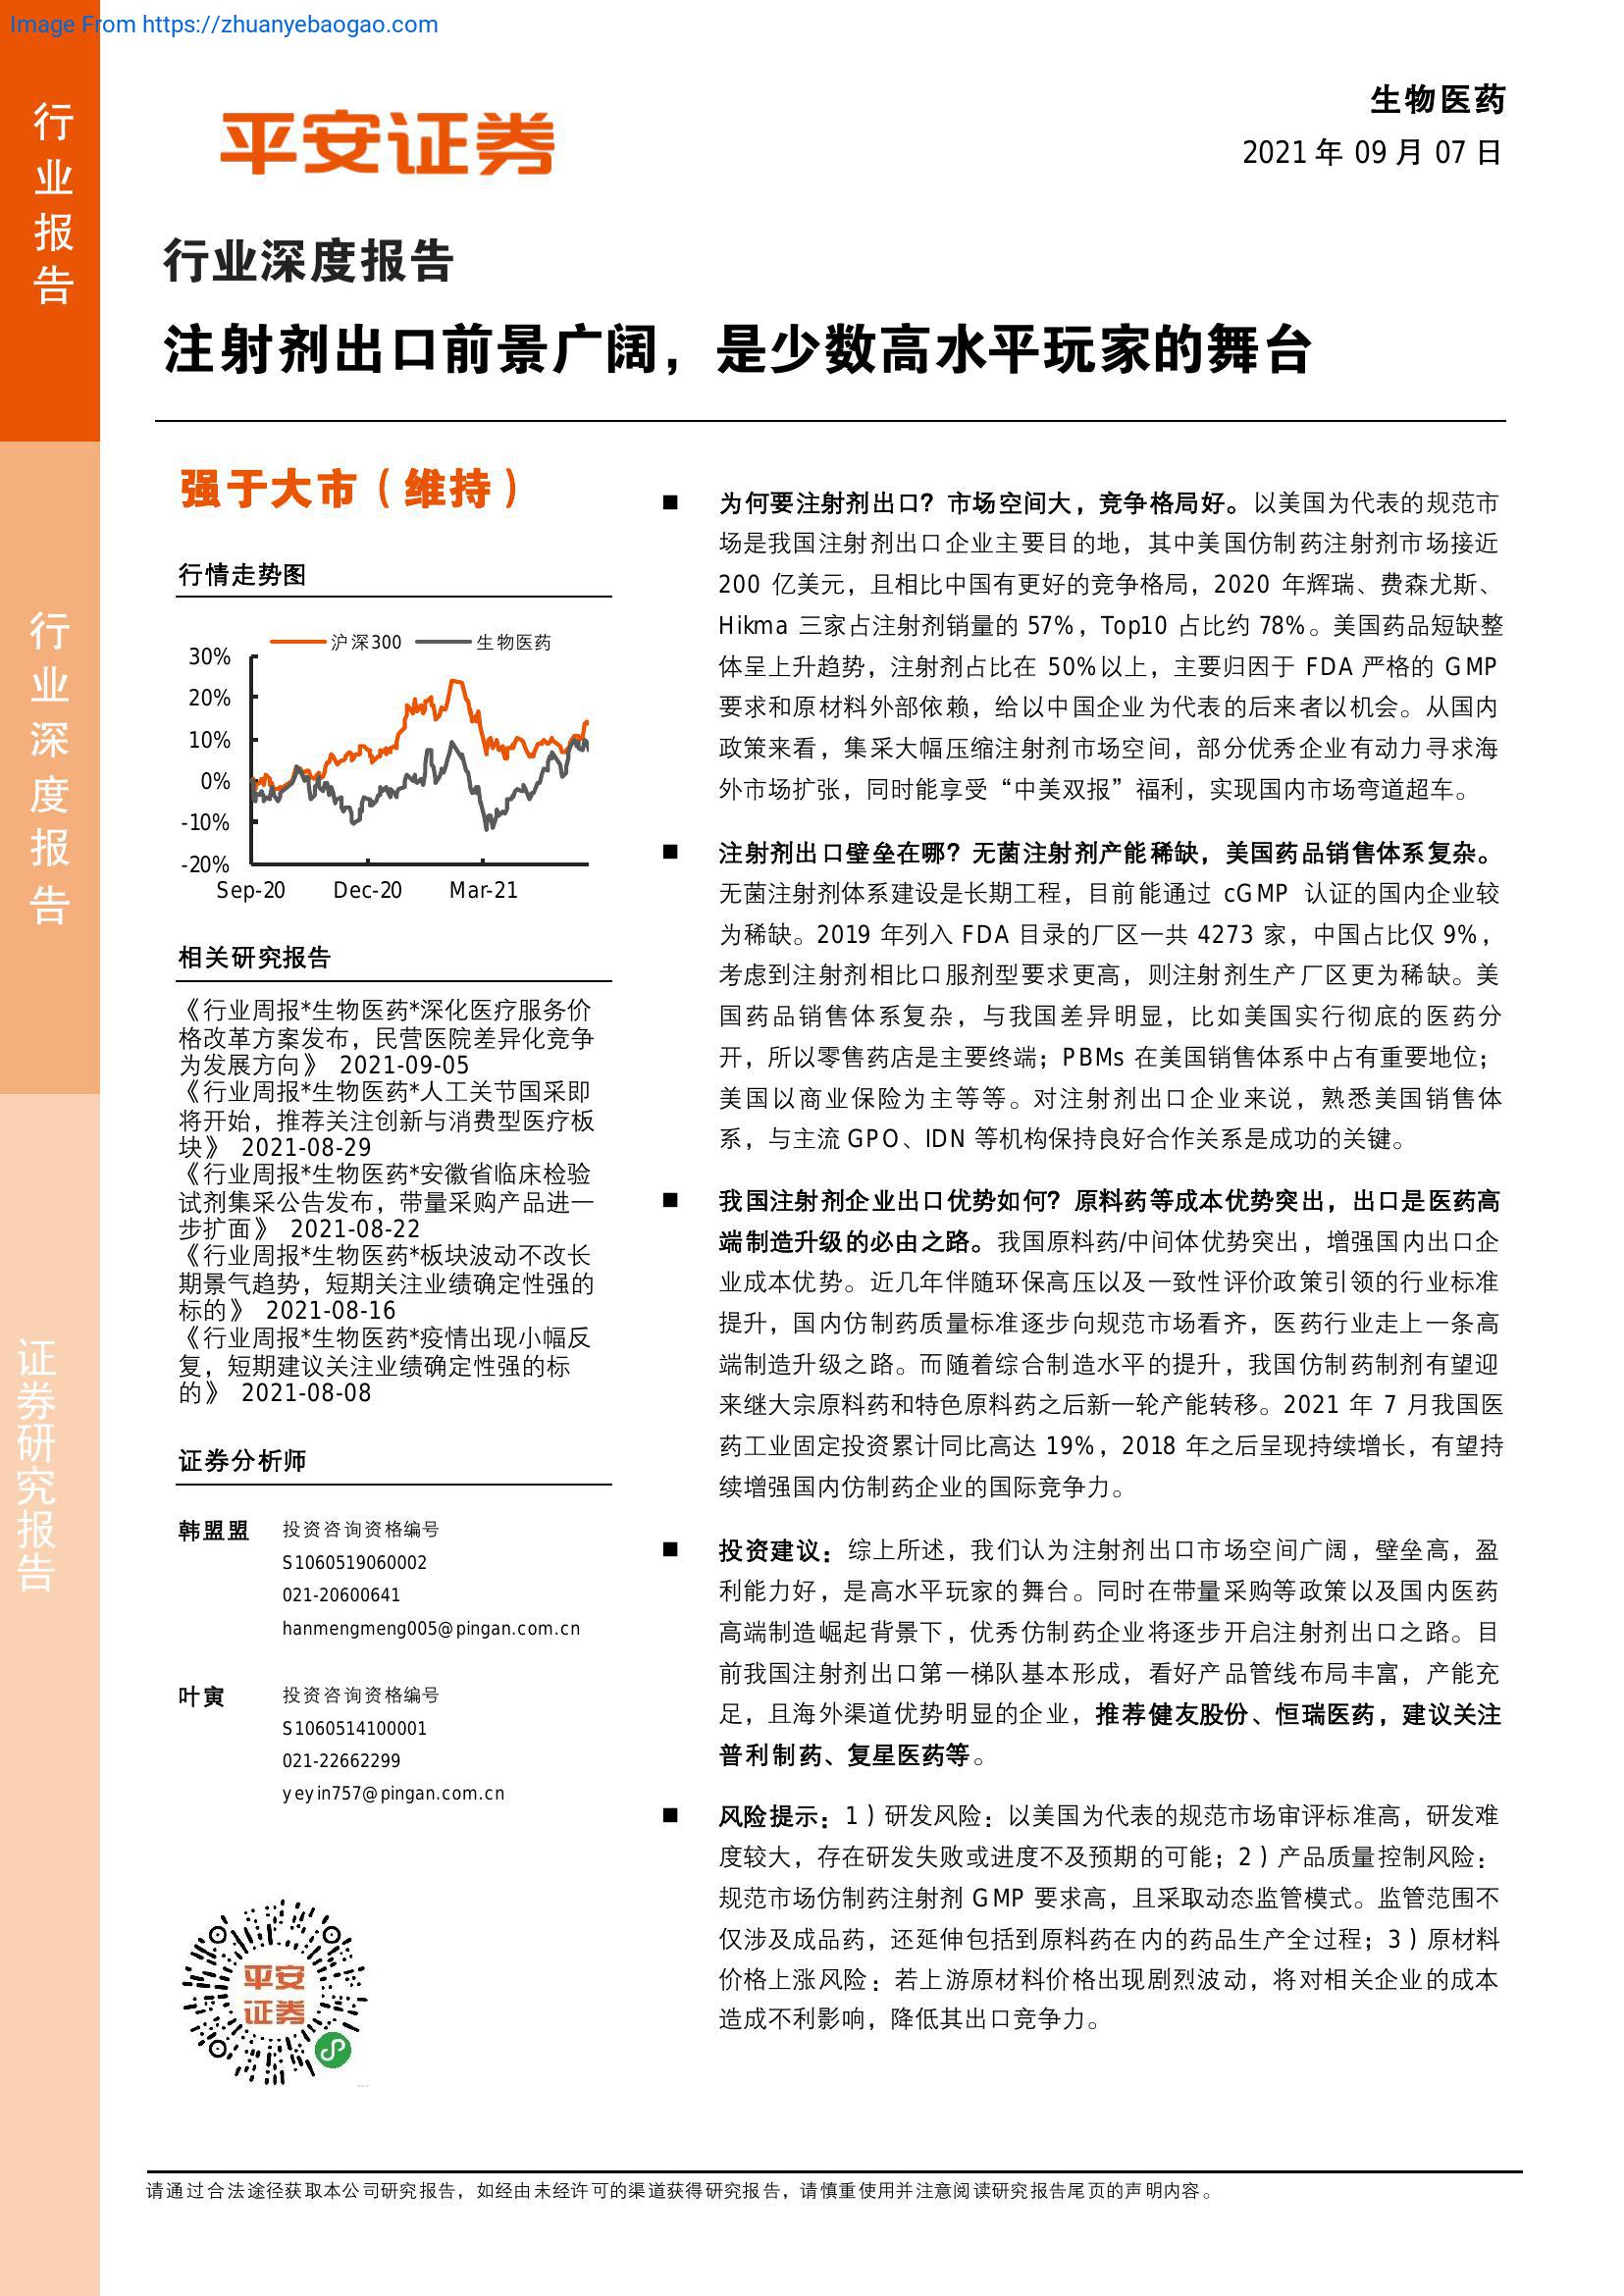 Image From https://zhuanyebaogao.com
行业报告
行业深度报告
证券研究报告
平安证券
生物医药
2021 年 09 月 07 日
行业深度报告
注射剂出口前景广阔，是少数高水平玩家的舞台
强于大市（维持）
行情走势图
沪深300 生物医药
30%
20%
10%
0%
-10%
-20%
Sep-20 Dec-20 Mar-21
相关研究报告
《行业周报*生物医药*深化医疗服务价
格改革方案发布，民营医院差异化竞争
为发展方向》 2021-09-05
《行业周报*生物医药*人工关节国采即
将开始，推荐关注创新与消费型医疗板
块》 2021-08-29
《行业周报*生物医药*安徽省临床检验
试剂集采公告发布，带量采购产品进一
步扩面》 2021-08-22
《行业周报*生物医药*板块波动不改长
期景气趋势，短期关注业绩确定性强的
标的》 2021-08-16
《行业周报*生物医药*疫情出现小幅反
复，短期建议关注业绩确定性强的标
的》 2021-08-08
证券分析师
韩盟盟 投资咨询资格编号
S1060519060002
021-20600641
hanmengmeng005@pingan.com.cn
叶寅 投资咨询资格编号
S1060514100001
021-22662299
yeyin757@pingan.com.cn
平安
证券
■ 为何要注射剂出口？市场空间大，竞争格局好。以美国为代表的规范市
场是我国注射剂出口企业主要目的地，其中美国仿制药注射剂市场接近
200 亿美元，且相比中国有更好的竞争格局，2020 年辉瑞、费森尤斯、
Hikma 三家占注射剂销量的 57%，Top10 占比约 78%。美国药品短缺整
体呈上升趋势，注射剂占比在 50%以上，主要归因于 FDA 严格的 GMP
要求和原材料外部依赖，给以中国企业为代表的后来者以机会。从国内
政策来看，集采大幅压缩注射剂市场空间，部分优秀企业有动力寻求海
外市场扩张，同时能享受“中美双报”福利，实现国内市场弯道超车。
■ 注射剂出口壁垒在哪？无菌注射剂产能稀缺，美国药品销售体系复杂。
无菌注射剂体系建设是长期工程，目前能通过 cGMP 认证的国内企业较
为稀缺。2019 年列入 FDA 目录的厂区一共 4273 家，中国占比仅 9%，
考虑到注射剂相比口服剂型要求更高，则注射剂生产厂区更为稀缺。美
国药品销售体系复杂，与我国差异明显，比如美国实行彻底的医药分
开，所以零售药店是主要终端；PBMs 在美国销售体系中占有重要地位；
美国以商业保险为主等等。对注射剂出口企业来说，熟悉美国销售体
系，与主流 GPO、IDN 等机构保持良好合作关系是成功的关键。
■ 我国注射剂企业出口优势如何？原料药等成本优势突出，出口是医药高
端制造升级的必由之路。我国原料药/中间体优势突出，增强国内出口企
业成本优势。近几年伴随环保高压以及一致性评价政策引领的行业标准
提升，国内仿制药质量标准逐步向规范市场看齐，医药行业走上一条高
端制造升级之路。而随着综合制造水平的提升，我国仿制药制剂有望迎
来继大宗原料药和特色原料药之后新一轮产能转移。2021 年 7 月我国医
药工业固定投资累计同比高达 19%，2018 年之后呈现持续增长，有望持
续增强国内仿制药企业的国际竞争力。
■ 投资建议：综上所述，我们认为注射剂出口市场空间广阔，壁垒高，盈
利能力好，是高水平玩家的舞台。同时在带量采购等政策以及国内医药
高端制造崛起背景下，优秀仿制药企业将逐步开启注射剂出口之路。目
前我国注射剂出口第一梯队基本形成，看好产品管线布局丰富，产能充
足，且海外渠道优势明显的企业，推荐健友股份、恒瑞医药，建议关注
普利制药、复星医药等。
■ 风险提示：1）研发风险：以美国为代表的规范市场审评标准高，研发难
度较大，存在研发失败或进度不及预期的可能；2）产品质量控制风险：
规范市场仿制药注射剂 GMP 要求高，且采取动态监管模式。监管范围不
仅涉及成品药，还延伸包括到原料药在内的药品生产全过程；3）原材料
价格上涨风险：若上游原材料价格出现剧烈波动，将对相关企业的成本
造成不利影响，降低其出口竞争力。
请通过合法途径获取本公司研究报告，如经由未经许可的渠道获得研究报告，请慎重使用并注意阅读研究报告尾页的声明内容。